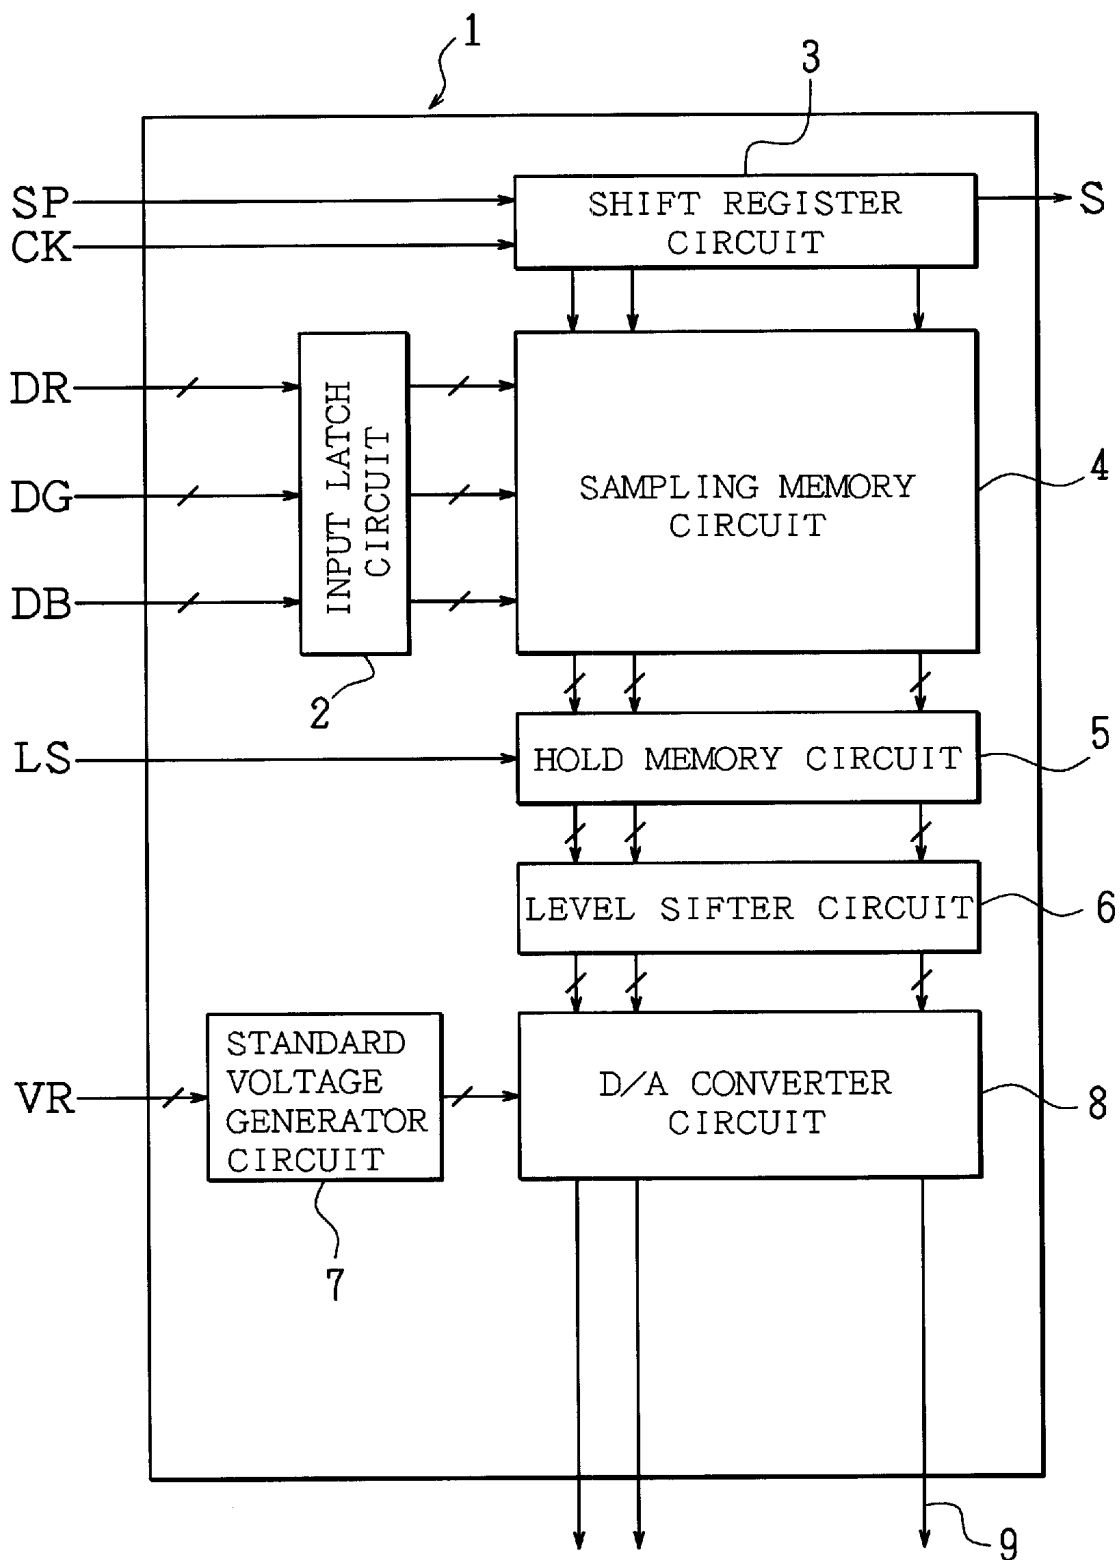 1
3
SP
SHIFT REGISTER
CIRCUIT
S
CK
DR
INPUT LATCH
CIRCUIT
SAMPLING MEMORY
CIRCUIT
4
DG
DB
2
LS
HOLD MEMORY CIRCUIT
5
LEVEL SIFTER CIRCUIT
6
VR
STANDARD
VOLTAGE
GENERATOR
CIRCUIT
D/A CONVERTER
CIRCUIT
8
7
9